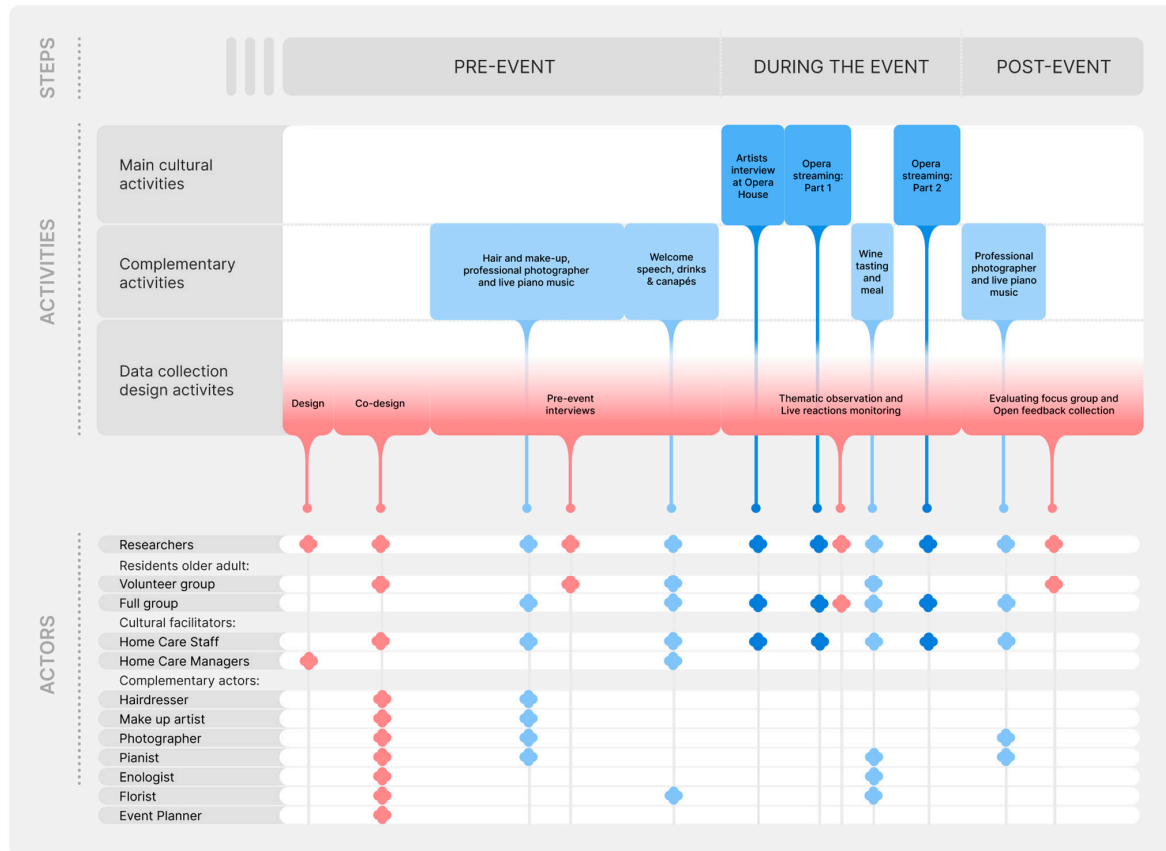 STEPS
PRE-EVENT
DURING THE EVENT
POST-EVENT
ACTIVITIES
Main cultural
activities
Artists
interview
at Opera
House
Opera
streaming:
Part 1
Opera
streaming:
Part 2
Complementary
activities
Hair and make-up,
professional photographer
and live piano music
Welcome
speech, drinks
& canapés
Wine
tasting
and
meal
Professional
photographer
and live piano
music
Data collection
design activites
Design
Co-design
Pre-event
interviews
Thematic observation and
Live reactions monitoring
Evaluating focus group and
Open feedback collection
ACTORS
Researchers
Residents older adult:
Volunteer group
Full group
Cultural facilitators:
Home Care Staff
Home Care Managers
Complementary actors:
Hairdresser
Make up artist
Photographer
Pianist
Enologist
Florist
Event Planner